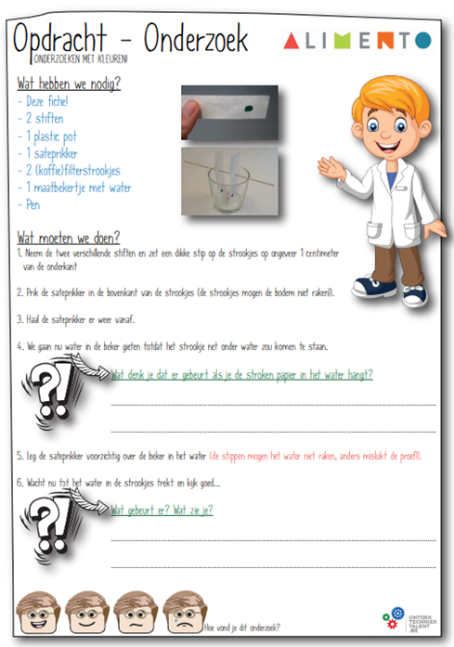 Opdracht - Onderzoek
ONDERZOEKEN MET KLEUREN!
ALIMENTO
Wat hebben we nodig?
- Deze fiche!
- 2 stiften
- 1 plastic pot
- 1 sateprikker
- 2 (koffie)filterstrookjes
- 1 maatbekertje met water
- Pen
Wat moeten we doen?
1. Neem de twee verschillende stiften en zet een dikke stip op de strookjes op ongeveer 1 centimeter
van de onderkant
2. Prik de sateprikker in de bovenkant van de strookjes (de strookjes mogen de bodem niet raken!).
3. Haal de sateprikker er weer vanaf.
4. We gaan nu water in de beker gieten totdat het strookje net onder water zou komen te staan.
?!
Wat denk je dat er gebeurt als je de stroken papier in het water hangt?
5. Leg de sateprikker voorzichtig over de beker in het water (de stippen mogen het water niet raken, anders mislukt de proef!).
6. Wacht nu tot het water in de strookjes trekt en kijk goed...
?!
Wat gebeurt er? Wat zie je?
Hoe vond je dit onderzoek?
ONTDEK
TECHNIEK
TALENT
.BE